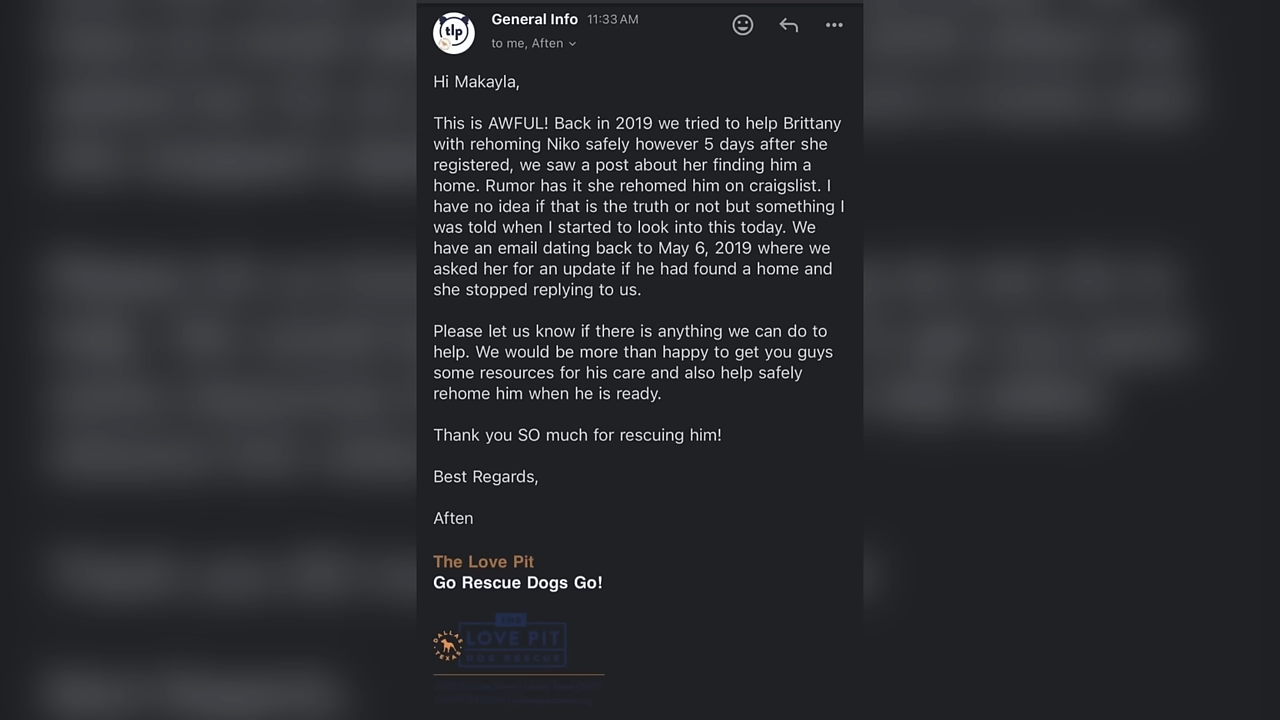 tlp
General Info 11:33 AM
to me, Aften
Hi Makayla,
This is AWFUL! Back in 2019 we tried to help Brittany
with rehoming Niko safely however 5 days after she
registered, we saw a post about her finding him a
home. Rumor has it she rehomed him on craigslist. I
have no idea if that is the truth or not but something I
was told when I started to look into this today. We
have an email dating back to May 6, 2019 where we
asked her for an update if he had found a home and
she stopped replying to us.
Please let us know if there is anything we can do to
help. We would be more than happy to get you guys
some resources for his care and also help safely
rehome him when he is ready.
Thank you SO much for rescuing him!
Best Regards,
Aften
The Love Pit
Go Rescue Dogs Go!
DALLAS TEXAS
THE
LOVE PIT
DOG RESCUE